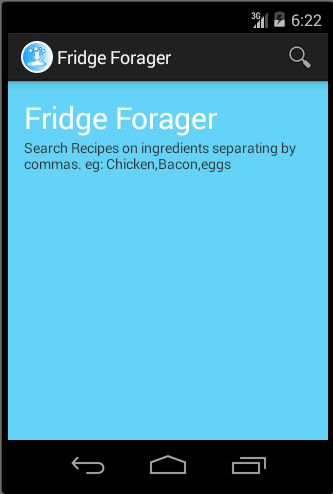 3G 6:22
Fridge Forager
Fridge Forager
Search Recipes on ingredients separating by
commas. eg: Chicken,Bacon,eggs